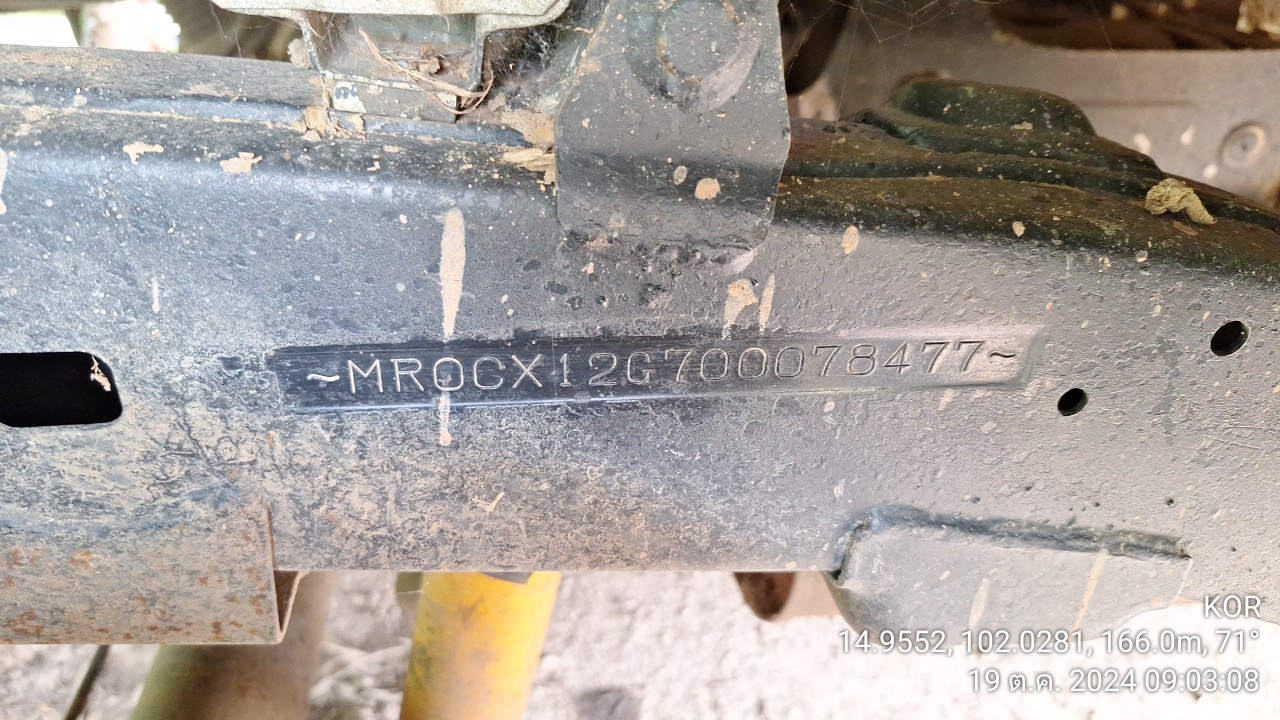 ~MR0CX12G700078477~
KOR
14.9552, 102.0281, 166.0m, 71°
19 ต.ค. 2024 09:03:08